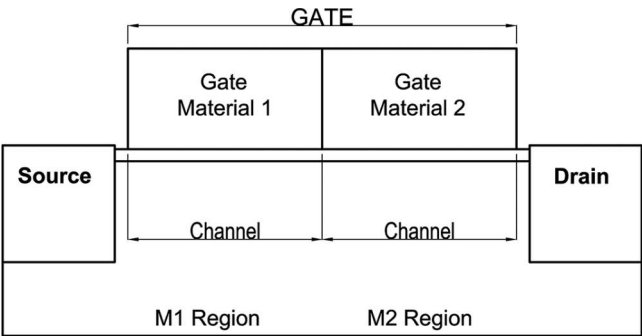 GATE
Gate
Material 1
Gate
Material 2
Source
Drain
Channel
Channel
M1 Region
M2 Region